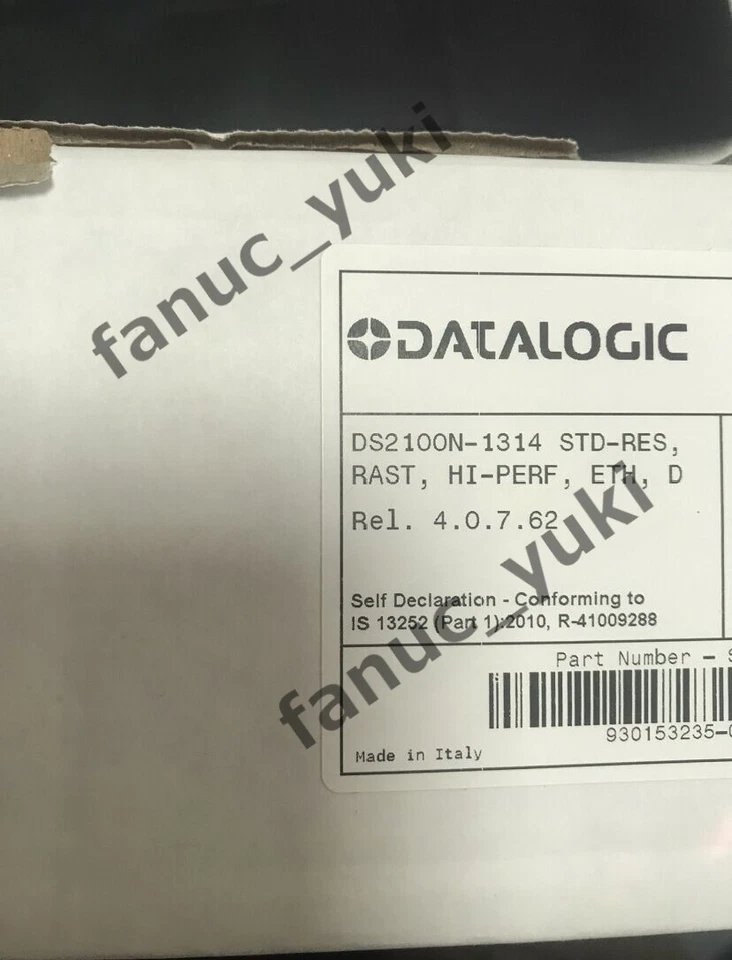 fanuc_yuki
DATALOGIC
DS2100N-1314 STD-RES,
RAST, HI-PERF, ETH, D
Rel. 4.0.7.62
fanuc_yuki
Self Declaration - Conforming to
IS 13252 (Part 1):2010, R-41009288
Part Number - S
930153235-0
Made in Italy